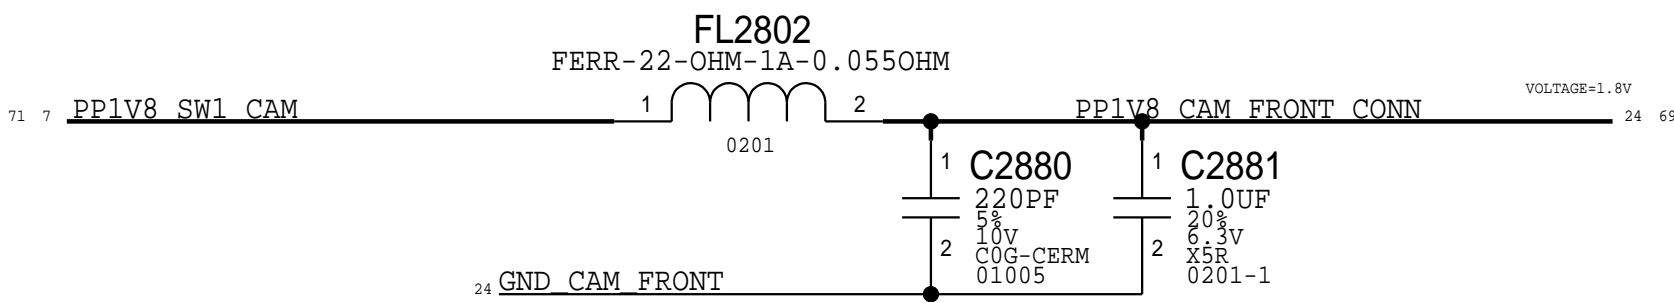 FL2802
FERR-22-OHM-1A-0.055OHM
VOLTAGE=1.8V
71 7 PP1V8_SW1_CAM 1 2 PP1V8_CAM_FRONT_CONN 24 69
0201
1 C2880 1 C2881
220PF 1.0UF
5% 20%
10V 6.3V
2 C0G-CERM 2 X5R
01005 0201-1
24 GND_CAM_FRONT